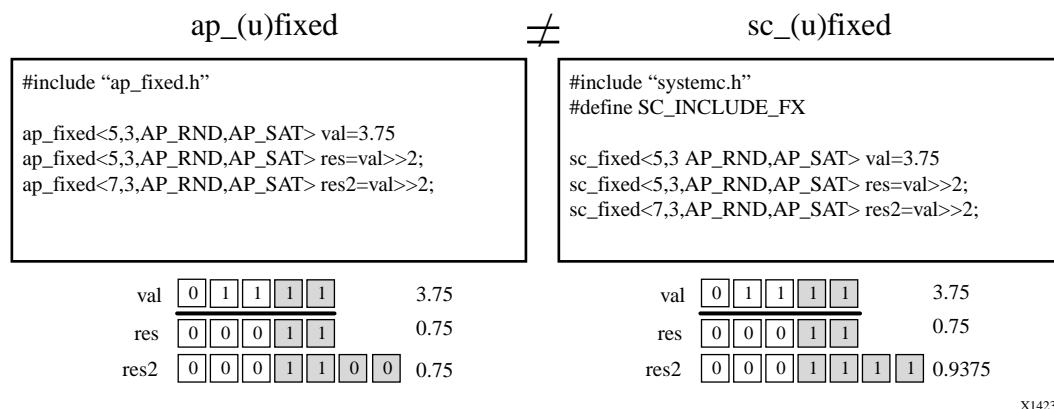 ap_(u)fixed ≠ sc_(u)fixed
#include “ap_fixed.h”
ap_fixed<5,3,AP_RND,AP_SAT> val=3.75
ap_fixed<5,3,AP_RND,AP_SAT> res=val>>2;
ap_fixed<7,3,AP_RND,AP_SAT> res2=val>>2;
#include “systemc.h”
#define SC_INCLUDE_FX
sc_fixed<5,3 AP_RND,AP_SAT> val=3.75
sc_fixed<5,3,AP_RND,AP_SAT> res=val>>2;
sc_fixed<7,3,AP_RND,AP_SAT> res2=val>>2;
val 0 1 1 1 1 3.75
res 0 0 0 1 1 0.75
res2 0 0 0 1 1 0 0 0.75
val 0 1 1 1 1 3.75
res 0 0 0 1 1 0.75
res2 0 0 0 1 1 1 1 0.9375